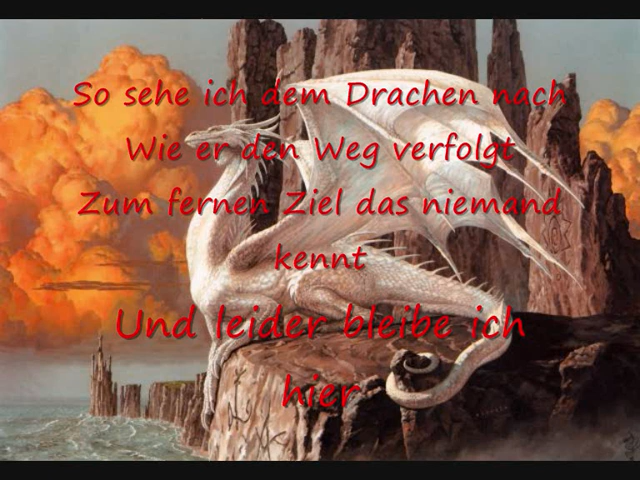 So sehe ich dem Drachen nach
Wie er den Weg verfolgt
Zum fernen Ziel das niemand
kennt
Und leider bleibe ich
hier